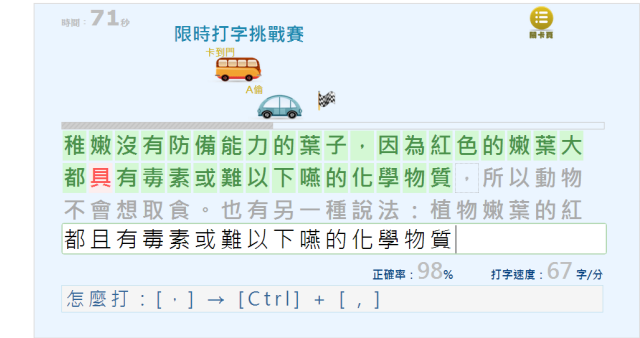 時間：71秒
限時打字挑戰賽
關卡頁
卡到門
A倫
稚嫩沒有防備能力的葉子，因為紅色的嫩葉大
都具有毒素或難以下嚥的化學物質，所以動物
不會想取食。也有另一種說法：植物嫩葉的紅
都且有毒素或難以下嚥的化學物質
正確率：98%
打字速度：67 字/分
怎麼打：[，] → [Ctrl] + [ , ]